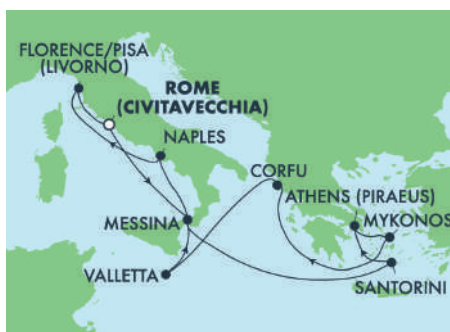 FLORENCE/PISA
(LIVORNO)
ROME
(CIVITAVECCHIA)
NAPLES
CORFU
ATHENS (PIRAEUS)
MYKONOS
MESSINA
VALLETTA
SANTORINI